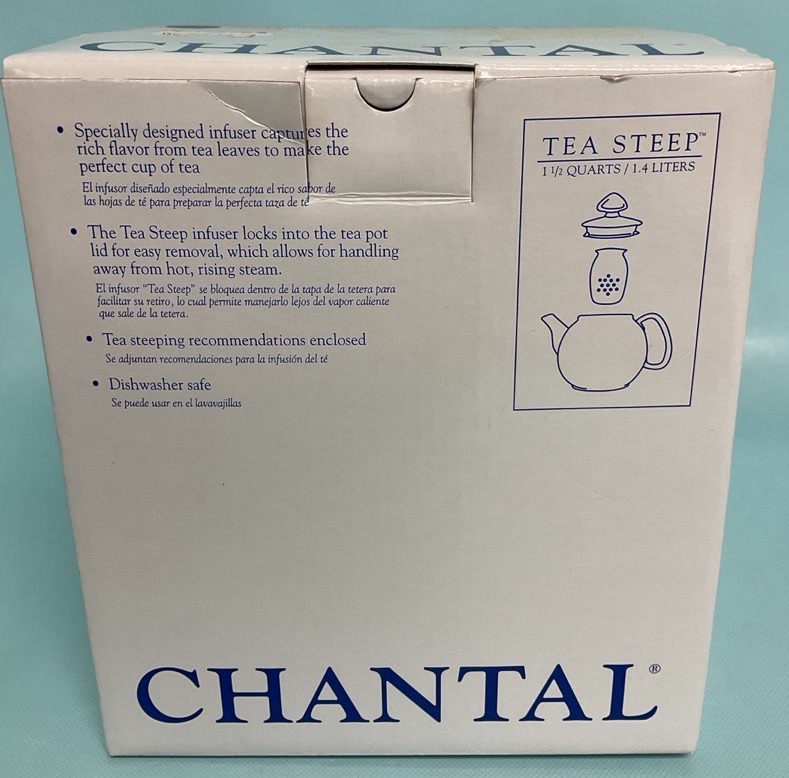 CHANTAL®
• Specially designed infuser captures the
rich flavor from tea leaves to make the
perfect cup of tea
El infusor diseñado especialmente capta el rico sabor de
las hojas de té para preparar la perfecta taza de té
• The Tea Steep infuser locks into the tea pot
lid for easy removal, which allows for handling
away from hot, rising steam.
El infusor "Tea Steep" se bloquea dentro de la tapa de la tetera para
facilitar su retiro, lo cual permite manejarlo lejos del vapor caliente
que sale de la tetera.
• Tea steeping recommendations enclosed
Se adjuntan recomendaciones para la infusión del té
• Dishwasher safe
Se puede usar en el lavavajillas
TEA STEEP™
1 1/2 QUARTS / 1.4 LITERS
CHANTAL®